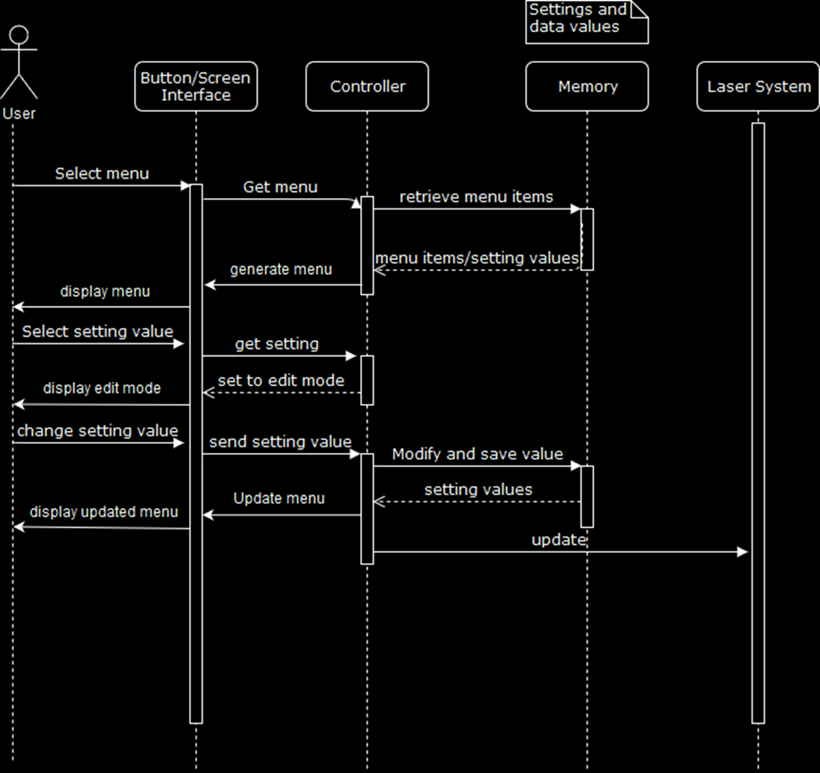 Settings and
data values
User
Button/Screen
Interface
Controller
Memory
Laser System
Select menu
Get menu
retrieve menu items
menu items/setting values
generate menu
display menu
Select setting value
get setting
set to edit mode
display edit mode
change setting value
send setting value
Modify and save value
setting values
Update menu
display updated menu
update